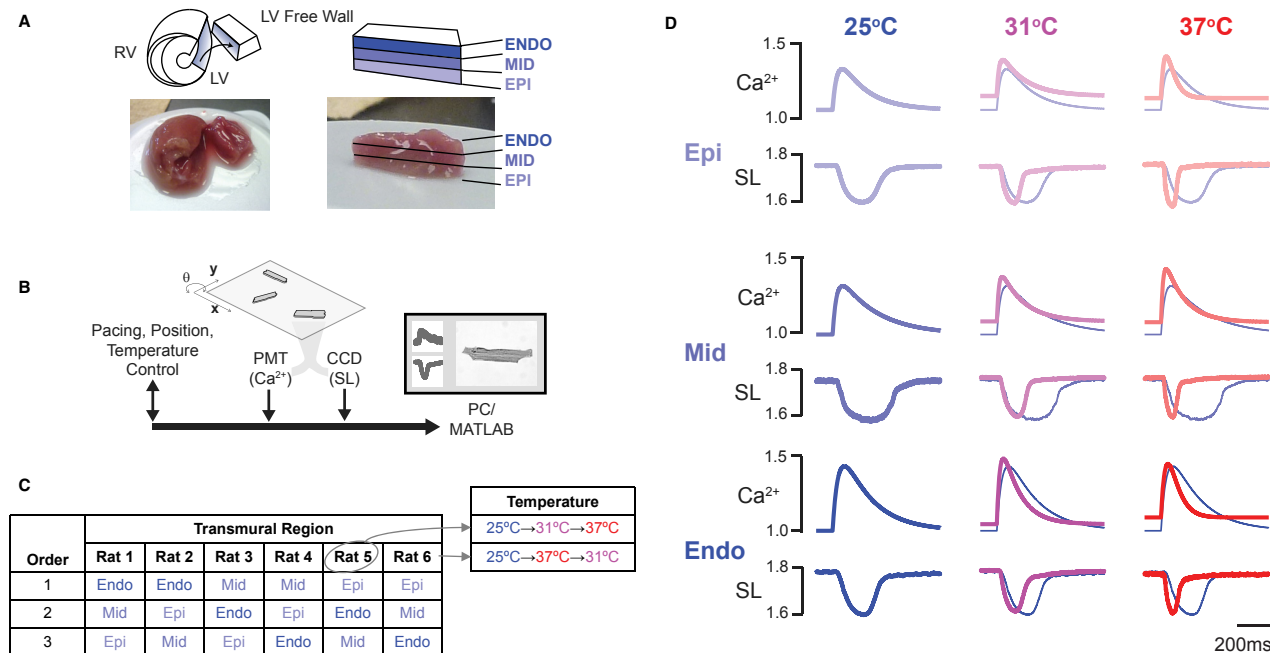 A
LV Free Wall
RV
LV
ENDO
MID
EPI
ENDO
MID
EPI
B
y
θ
x
Pacing, Position,
Temperature
Control
PMT
(Ca²⁺)
CCD
(SL)
PC/
MATLAB
C
Order
Transmural Region
Rat 1 Rat 2 Rat 3 Rat 4 Rat 5 Rat 6
1 Endo Endo Mid Mid Epi Epi
2 Mid Epi Endo Epi Endo Mid
3 Epi Mid Epi Endo Mid Endo
Temperature
25ºC→31ºC→37ºC
25ºC→37ºC→31ºC
D
25ºC 31ºC 37ºC
Epi
1.5
Ca²⁺
1.0
1.8
SL
1.6
Mid
Ca²⁺
1.0
1.8
SL
1.6
Endo
1.5
Ca²⁺
1.0
1.8
SL
1.6
200ms